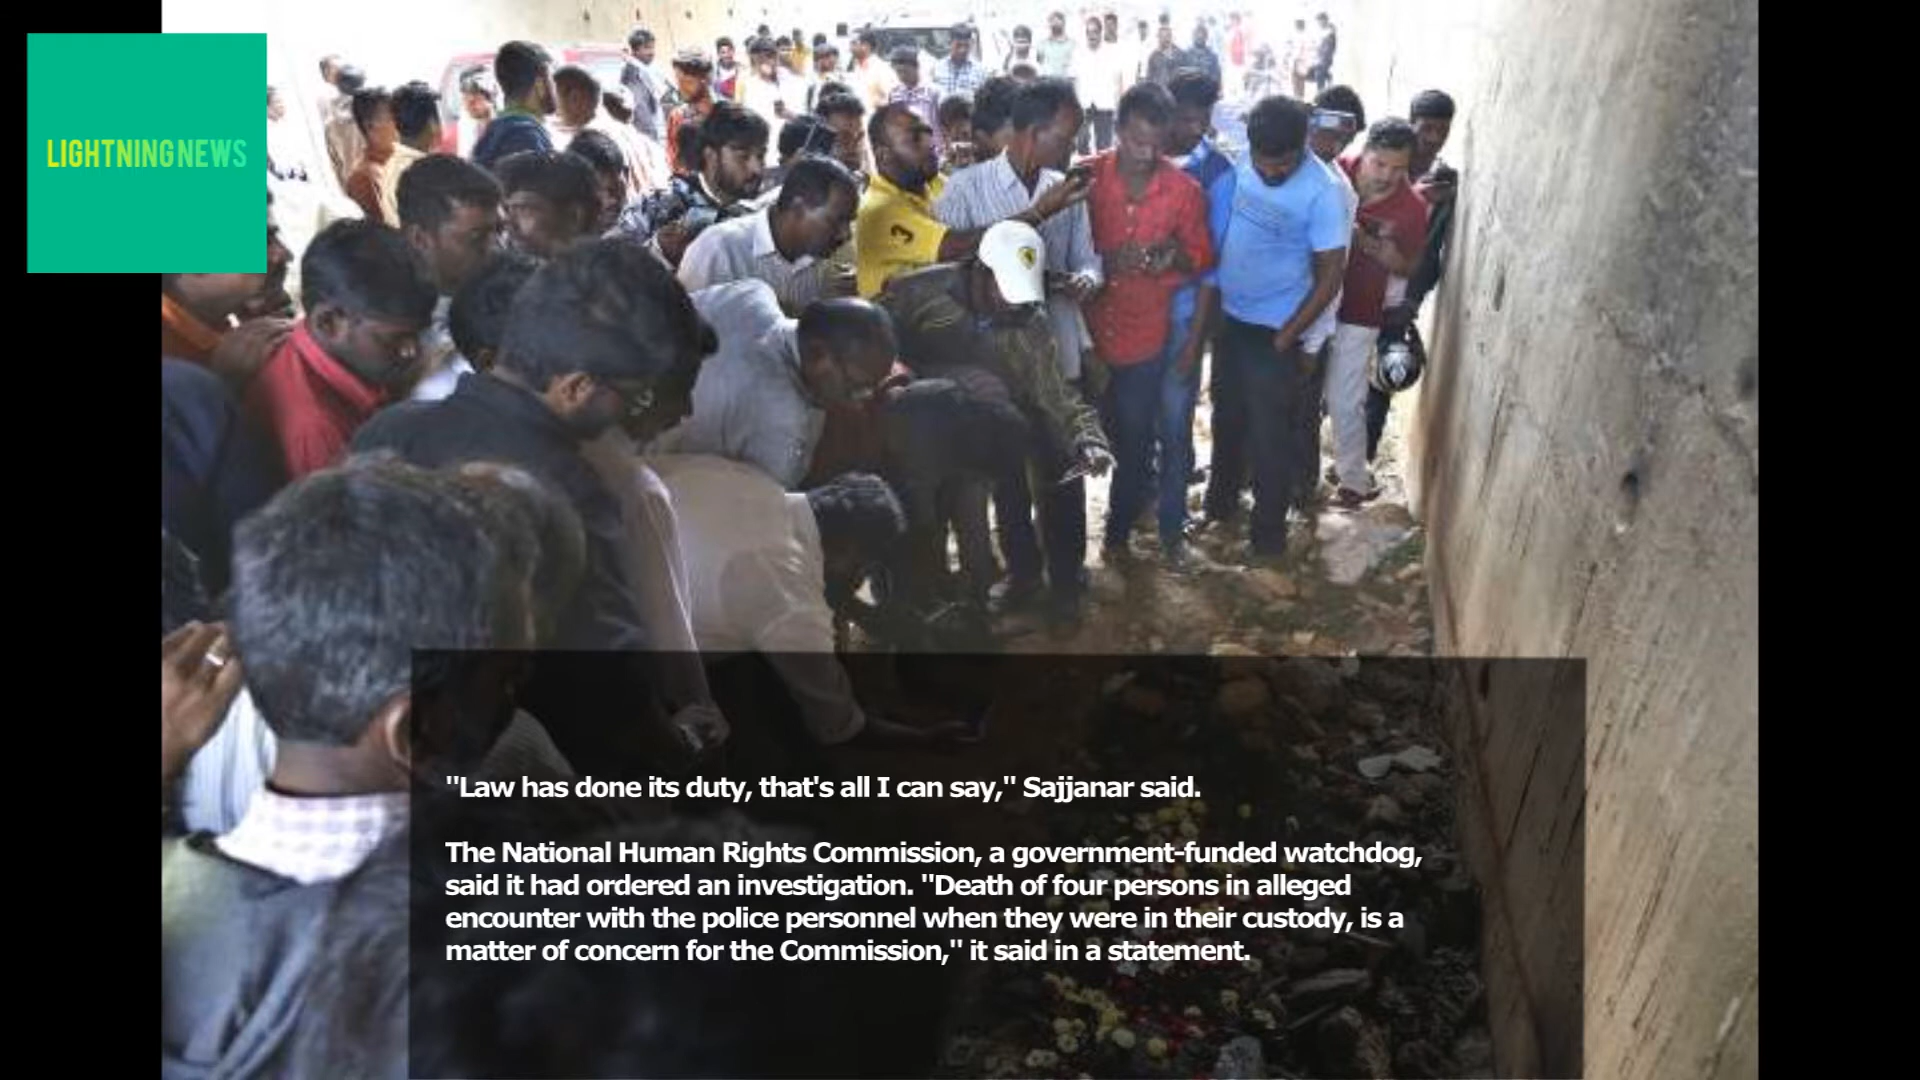 LIGHTNING NEWS
"Law has done its duty, that's all I can say," Sajjanar said.
The National Human Rights Commission, a government-funded watchdog,
said it had ordered an investigation. "Death of four persons in alleged
encounter with the police personnel when they were in their custody, is a
matter of concern for the Commission," it said in a statement.